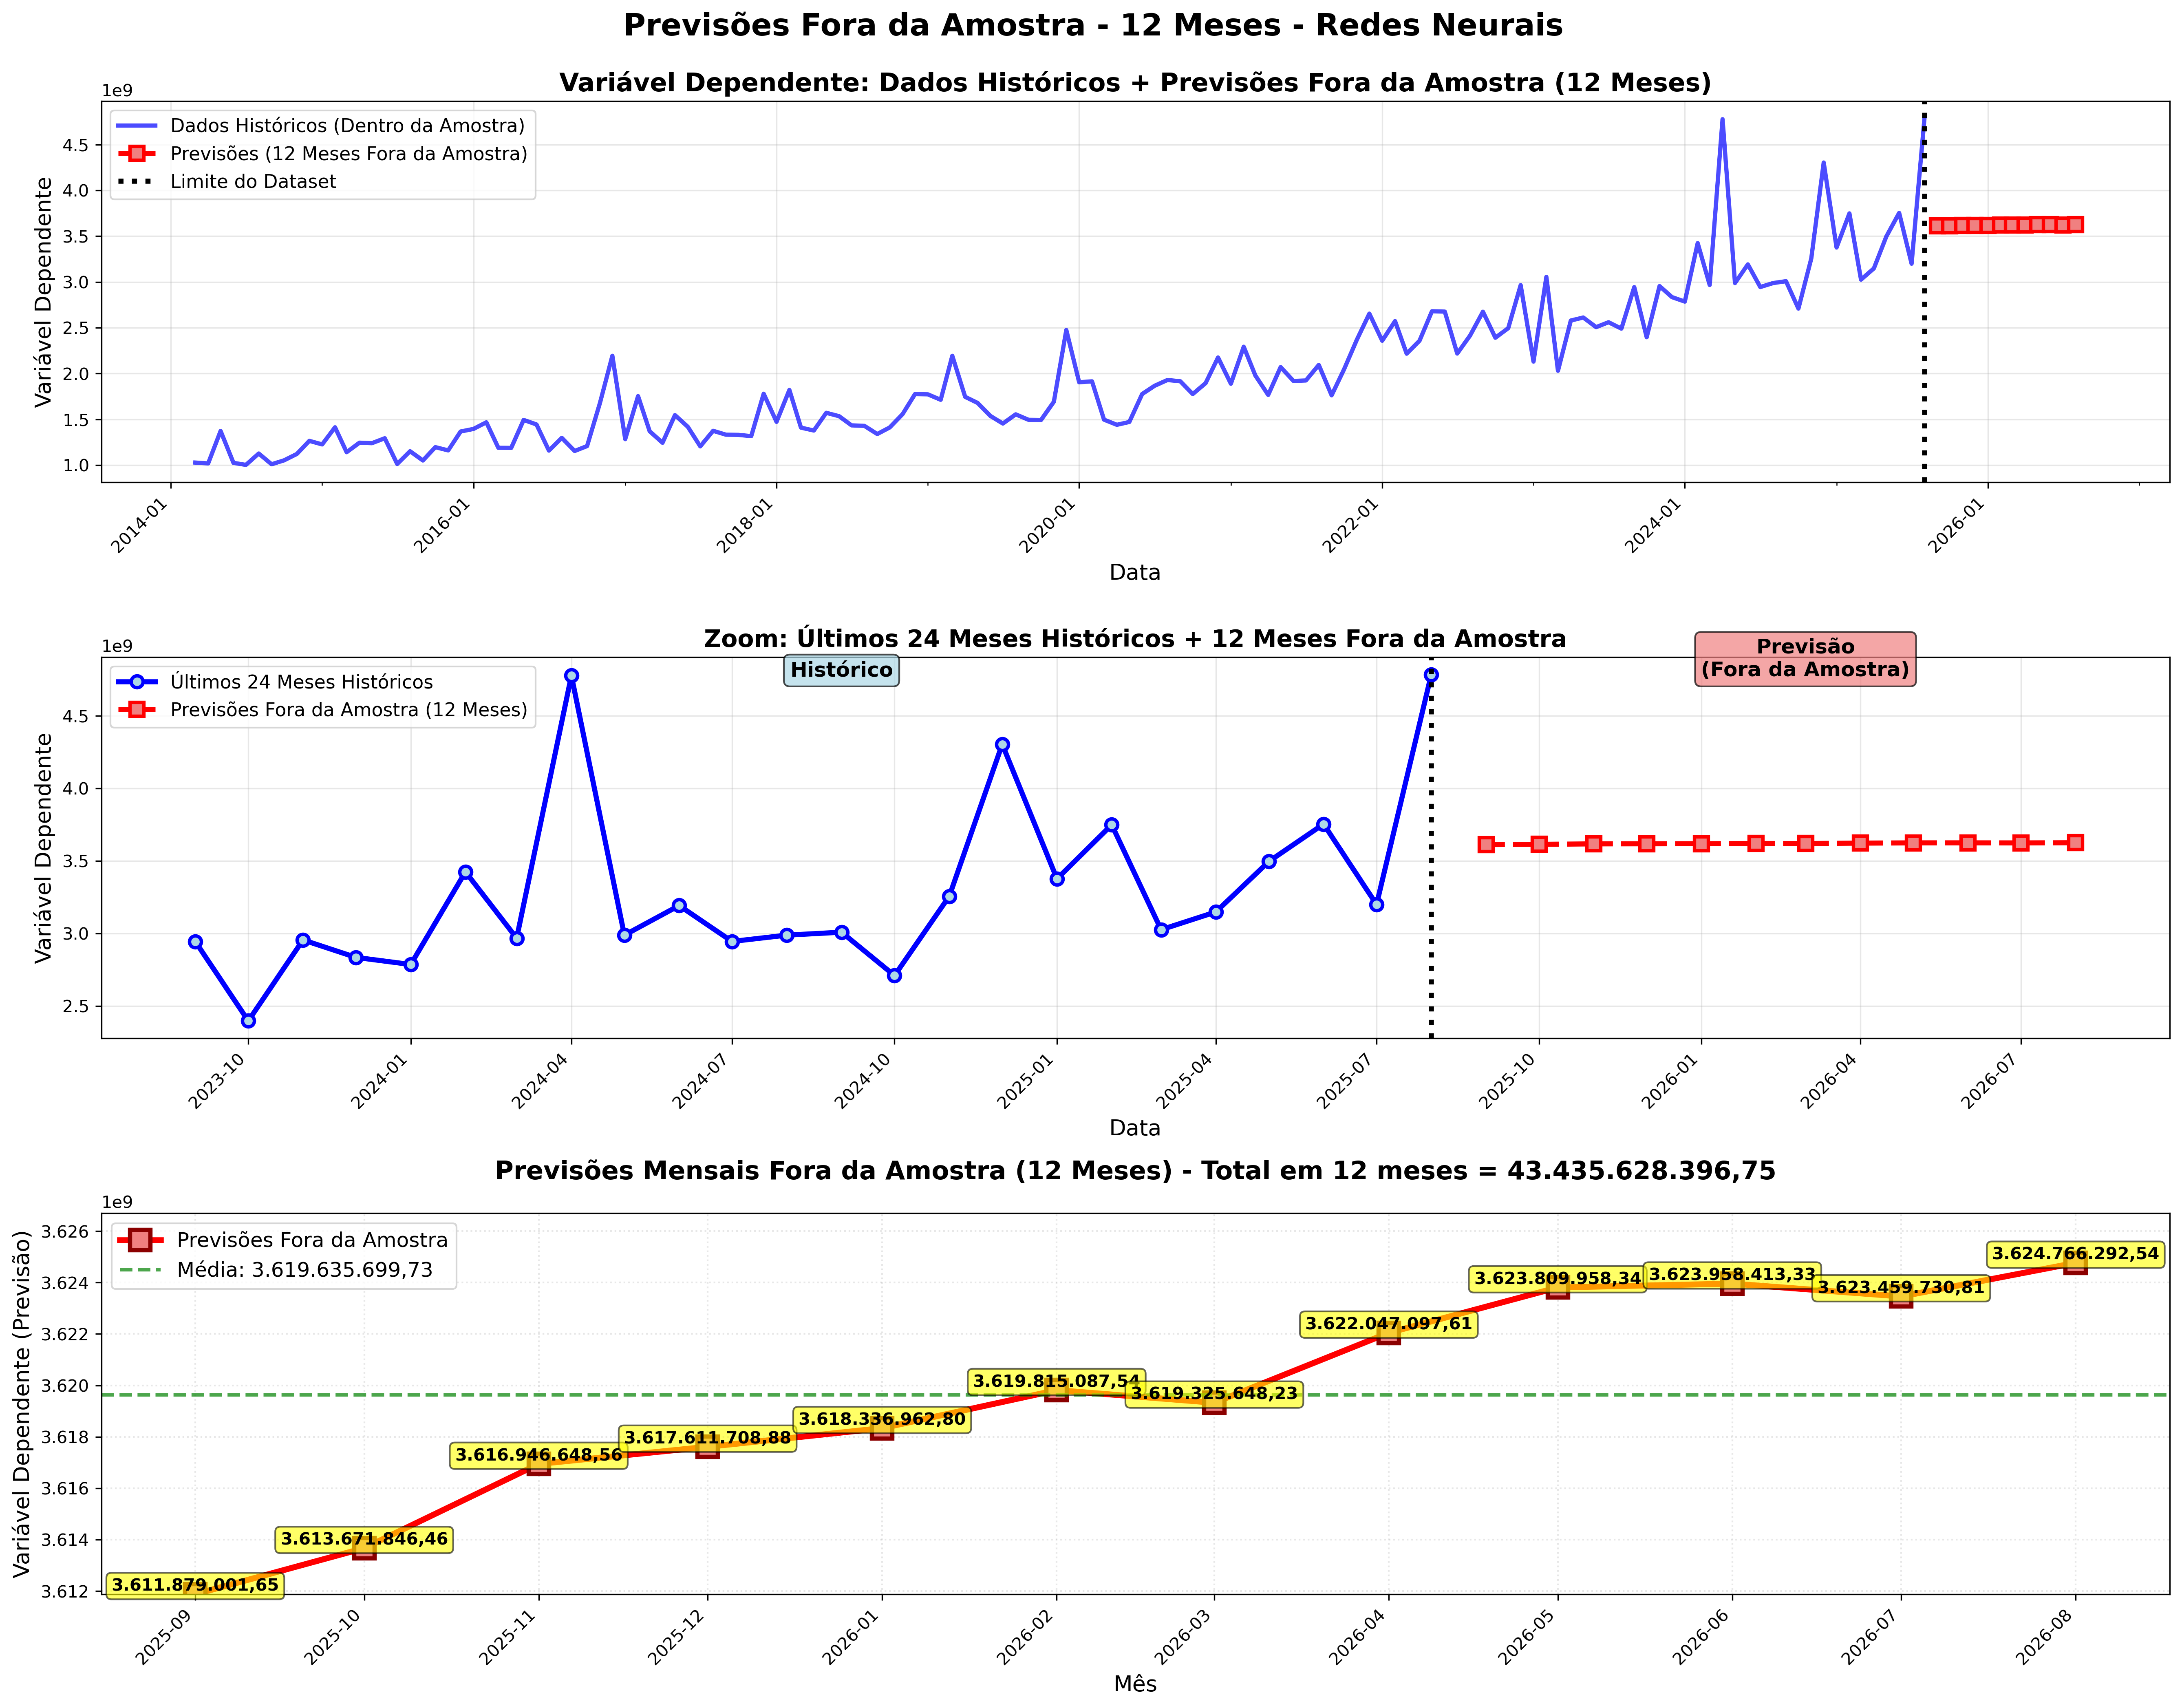 Previsões Fora da Amostra - 12 Meses - Redes Neurais
Variável Dependente: Dados Históricos + Previsões Fora da Amostra (12 Meses)
1e9
Dados Históricos (Dentro da Amostra)
Previsões (12 Meses Fora da Amostra)
Limite do Dataset
Variável Dependente
4.5
4.0
3.5
3.0
2.5
2.0
1.5
1.0
2014-01
2016-01
2018-01
2020-01
2022-01
2024-01
2026-01
Data
Zoom: Últimos 24 Meses Históricos + 12 Meses Fora da Amostra
1e9
Últimos 24 Meses Históricos
Previsões Fora da Amostra (12 Meses)
Histórico
Previsão
(Fora da Amostra)
Variável Dependente
4.5
4.0
3.5
3.0
2.5
2023-10
2024-01
2024-04
2024-07
2024-10
2025-01
2025-04
2025-07
2025-10
2026-01
2026-04
2026-07
Data
Previsões Mensais Fora da Amostra (12 Meses) - Total em 12 meses = 43.435.628.396,75
1e9
Previsões Fora da Amostra
Média: 3.619.635.699,73
Variável Dependente (Previsão)
3.626
3.624
3.622
3.620
3.618
3.616
3.614
3.612
3.611.879.001,65
3.613.671.846,46
3.616.946.648,56
3.617.611.708,88
3.618.336.962,80
3.619.815.087,54
3.619.325.648,23
3.622.047.097,61
3.623.809.958,34
3.623.958.413,33
3.623.459.730,81
3.624.766.292,54
2025-09
2025-10
2025-11
2025-12
2026-01
2026-02
2026-03
2026-04
2026-05
2026-06
2026-07
2026-08
Mês